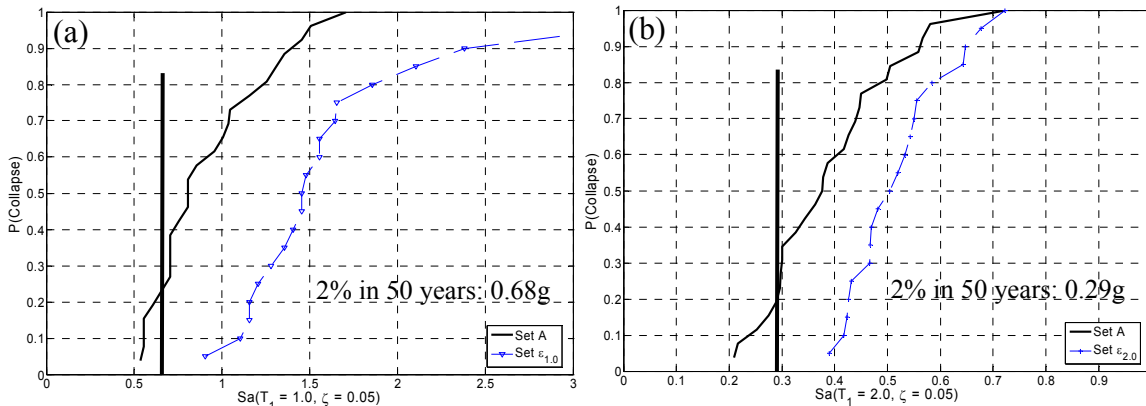 (a)
P(Collapse)
1
0.9
0.8
0.7
0.6
0.5
0.4
0.3
0.2
0.1
0
2% in 50 years: 0.68g
Set A
Set ε1.0
0 0.5 1 1.5 2 2.5 3
Sa(T1 = 1.0, ζ = 0.05)
(b)
P(Collapse)
1
0.9
0.8
0.7
0.6
0.5
0.4
0.3
0.2
0.1
0
2% in 50 years: 0.29g
Set A
Set ε2.0
0 0.1 0.2 0.3 0.4 0.5 0.6 0.7 0.8 0.9
Sa(T1 = 2.0, ζ = 0.05)